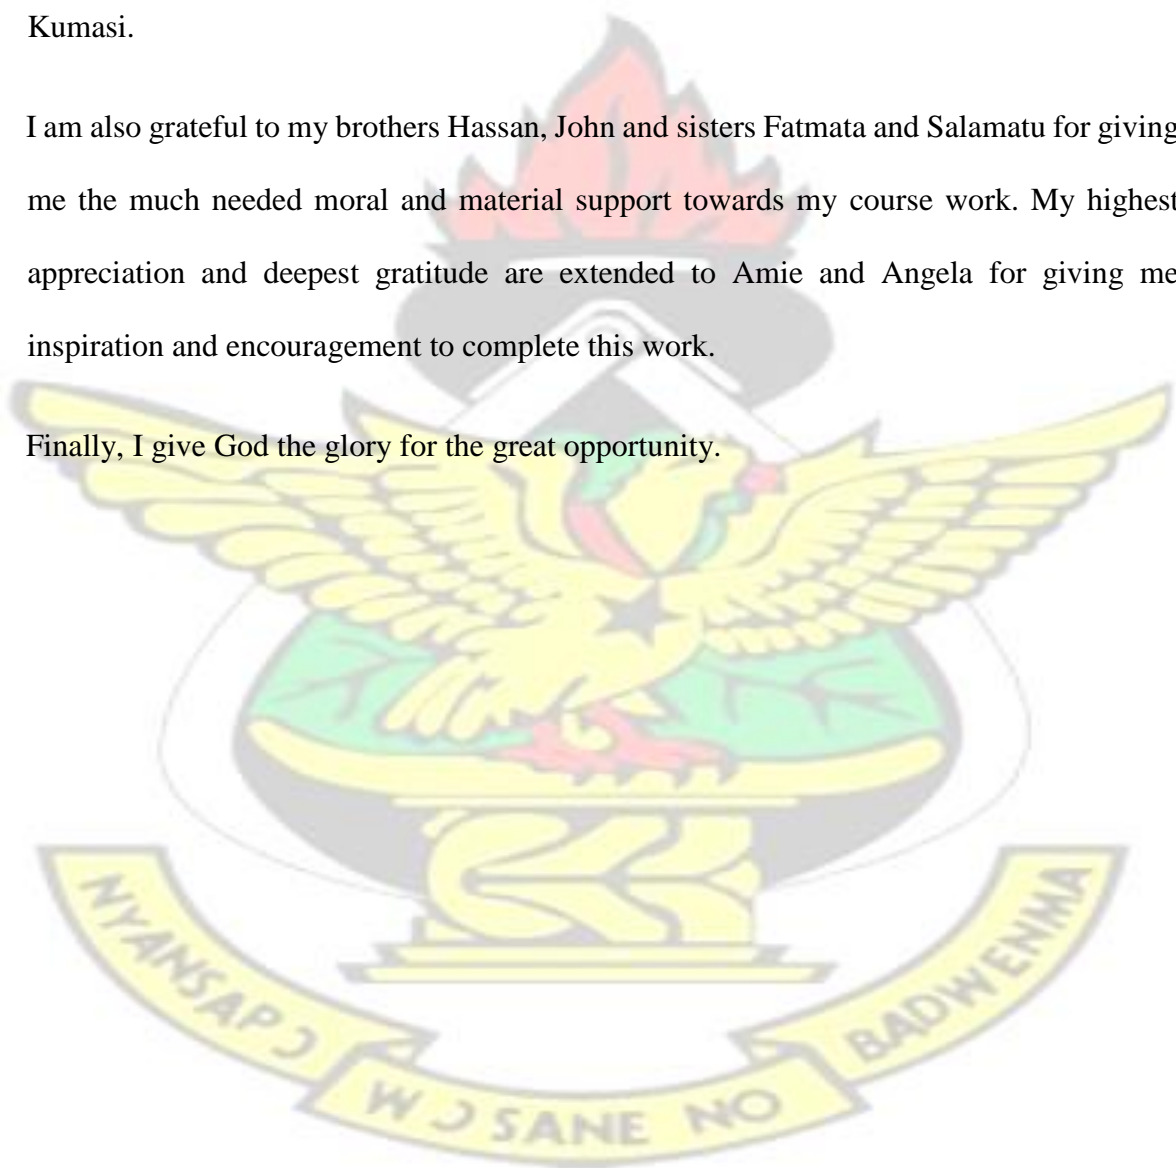 Kumasi.
I am also grateful to my brothers Hassan, John and sisters Fatmata and Salamatu for giving
me the much needed moral and material support towards my course work. My highest
appreciation and deepest gratitude are extended to Amie and Angela for giving me
inspiration and encouragement to complete this work.
Finally, I give God the glory for the great opportunity.
NYANSAPƆ
WƆSANE NO
BADWENMA